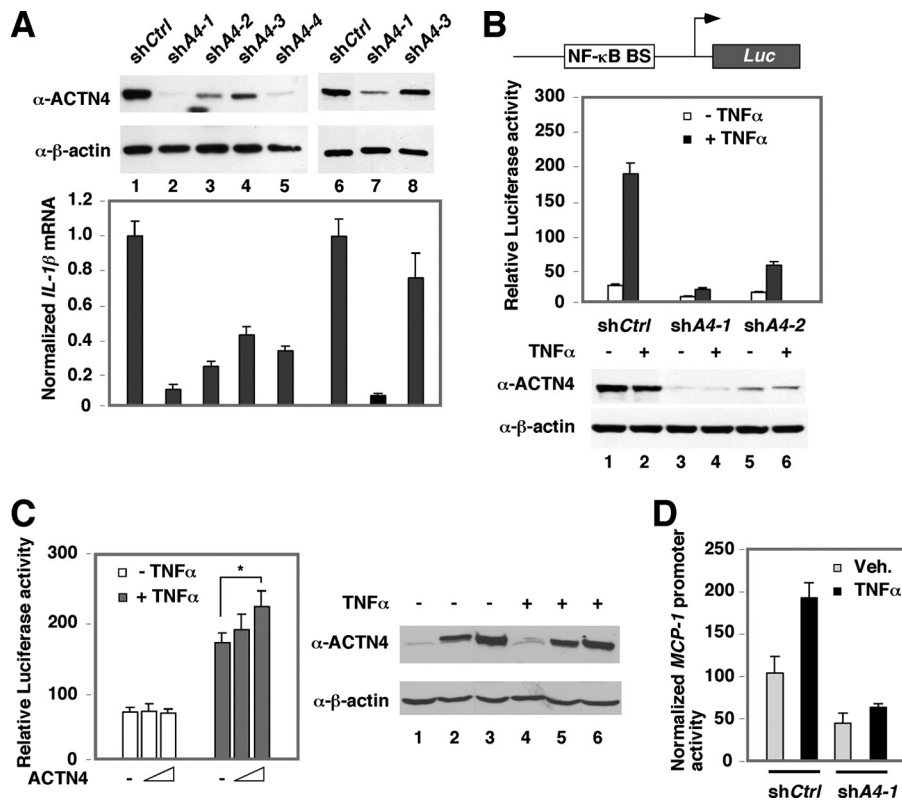 A
shCtrl shA4-1 shA4-2 shA4-3 shA4-4 shCtrl shA4-1 shA4-3
α-ACTN4
α-β-actin
1 2 3 4 5 6 7 8
Normalized IL-1β mRNA
1.2
1.0
0.8
0.6
0.4
0.2
0
B
NF-κB BS Luc
Relative Luciferase activity
300
250
200
150
100
50
0
- TNFα
+ TNFα
shCtrl shA4-1 shA4-2
TNFα - + - + - +
α-ACTN4
α-β-actin
1 2 3 4 5 6
C
Relative Luciferase activity
300
200
100
0
- TNFα
+ TNFα
*
ACTN4 - -
TNFα - - - + + +
α-ACTN4
α-β-actin
1 2 3 4 5 6
D
Normalized MCP-1 promoter
activity
250
200
150
100
50
0
Veh.
TNFα
shCtrl shA4-1